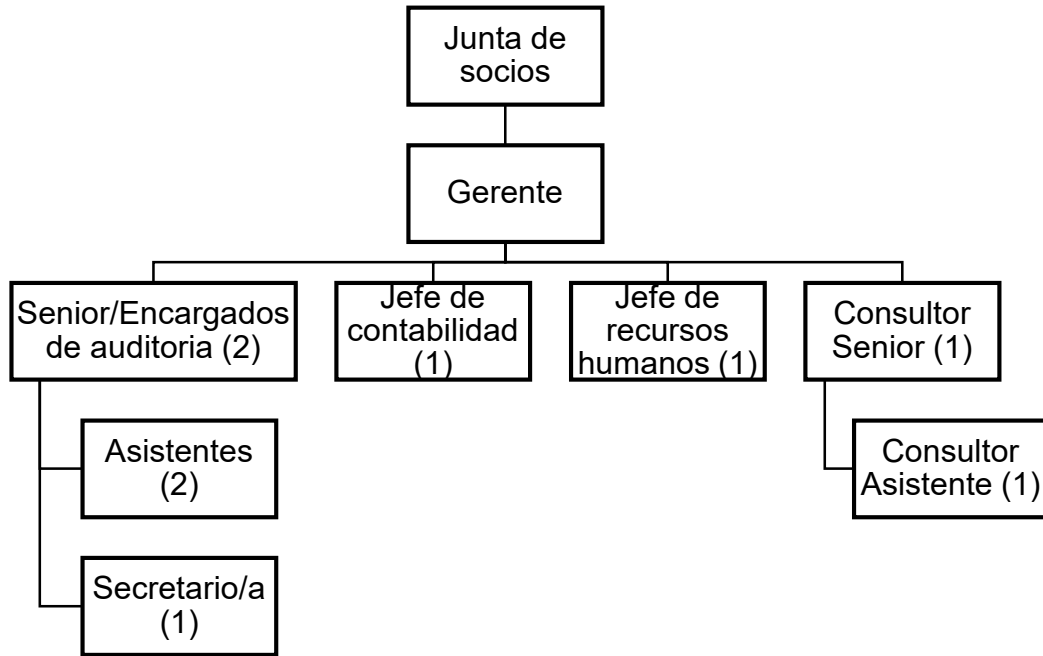 Junta de
socios
Gerente
Senior/Encargados
de auditoria (2)
Jefe de
contabilidad
(1)
Jefe de
recursos
humanos (1)
Consultor
Senior (1)
Asistentes
(2)
Consultor
Asistente (1)
Secretario/a
(1)